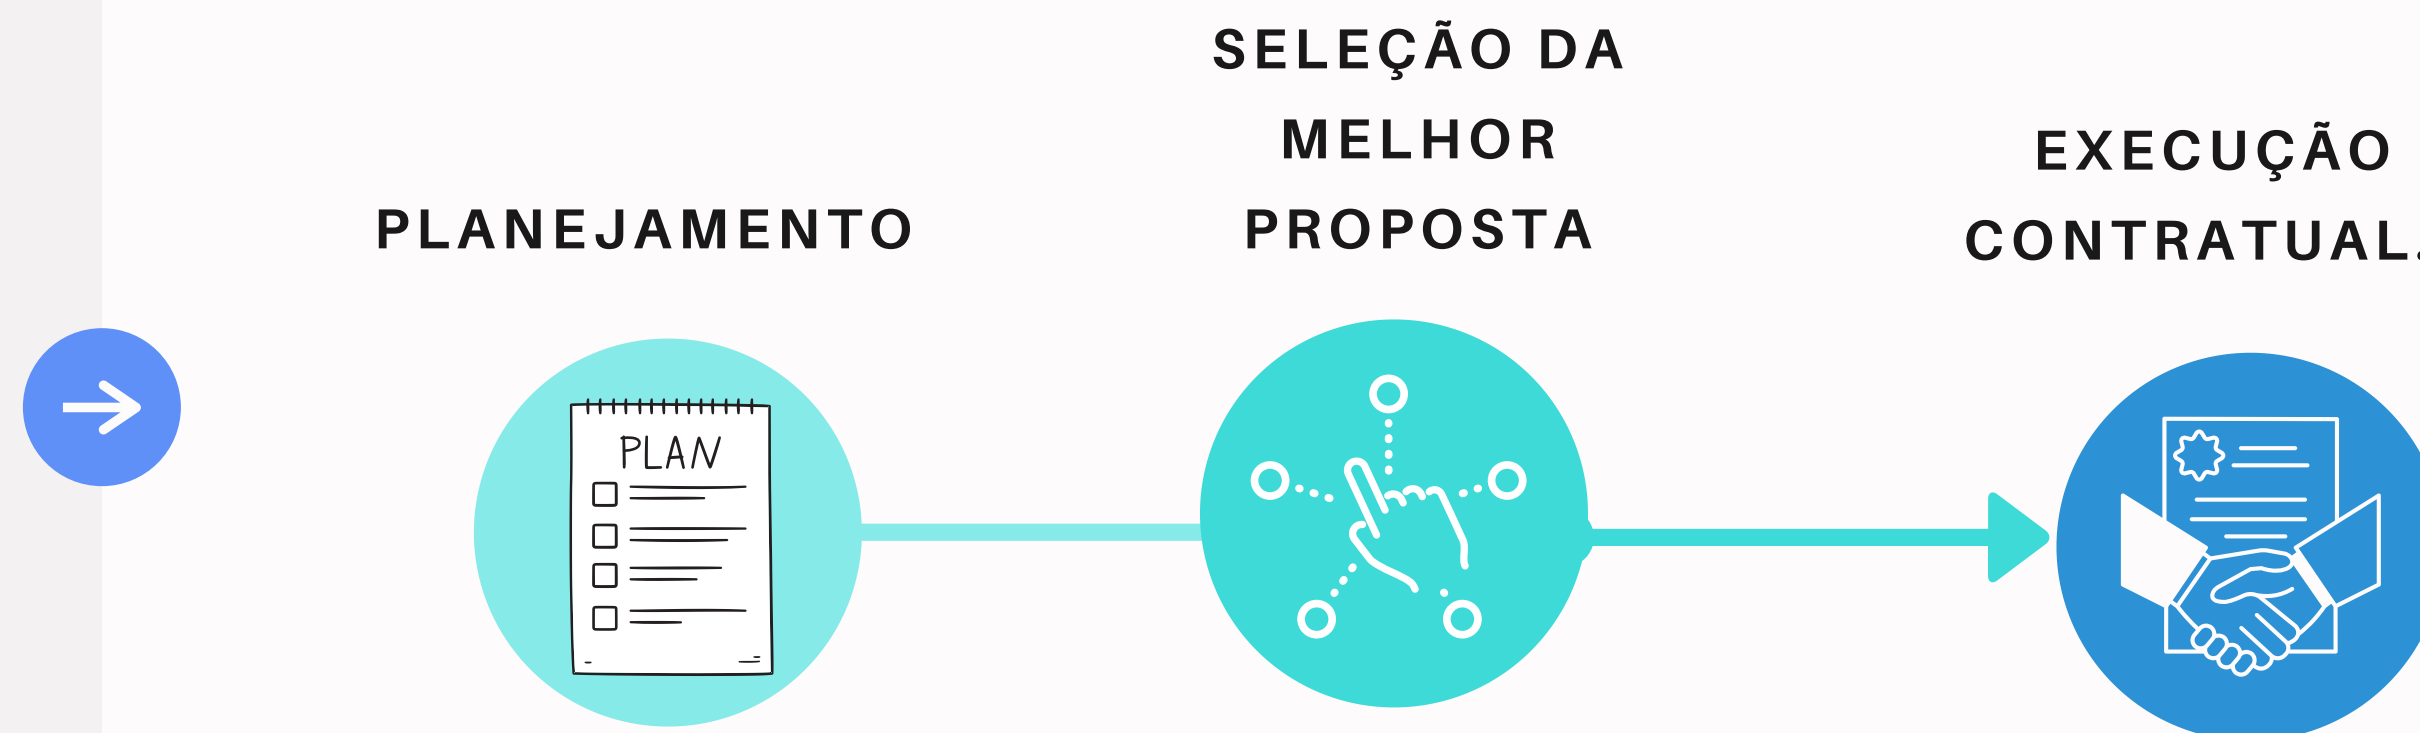 PLANEJAMENTO
SELEÇÃO DA
MELHOR
PROPOSTA
EXECUÇÃO
CONTRATUAL.
PLAN